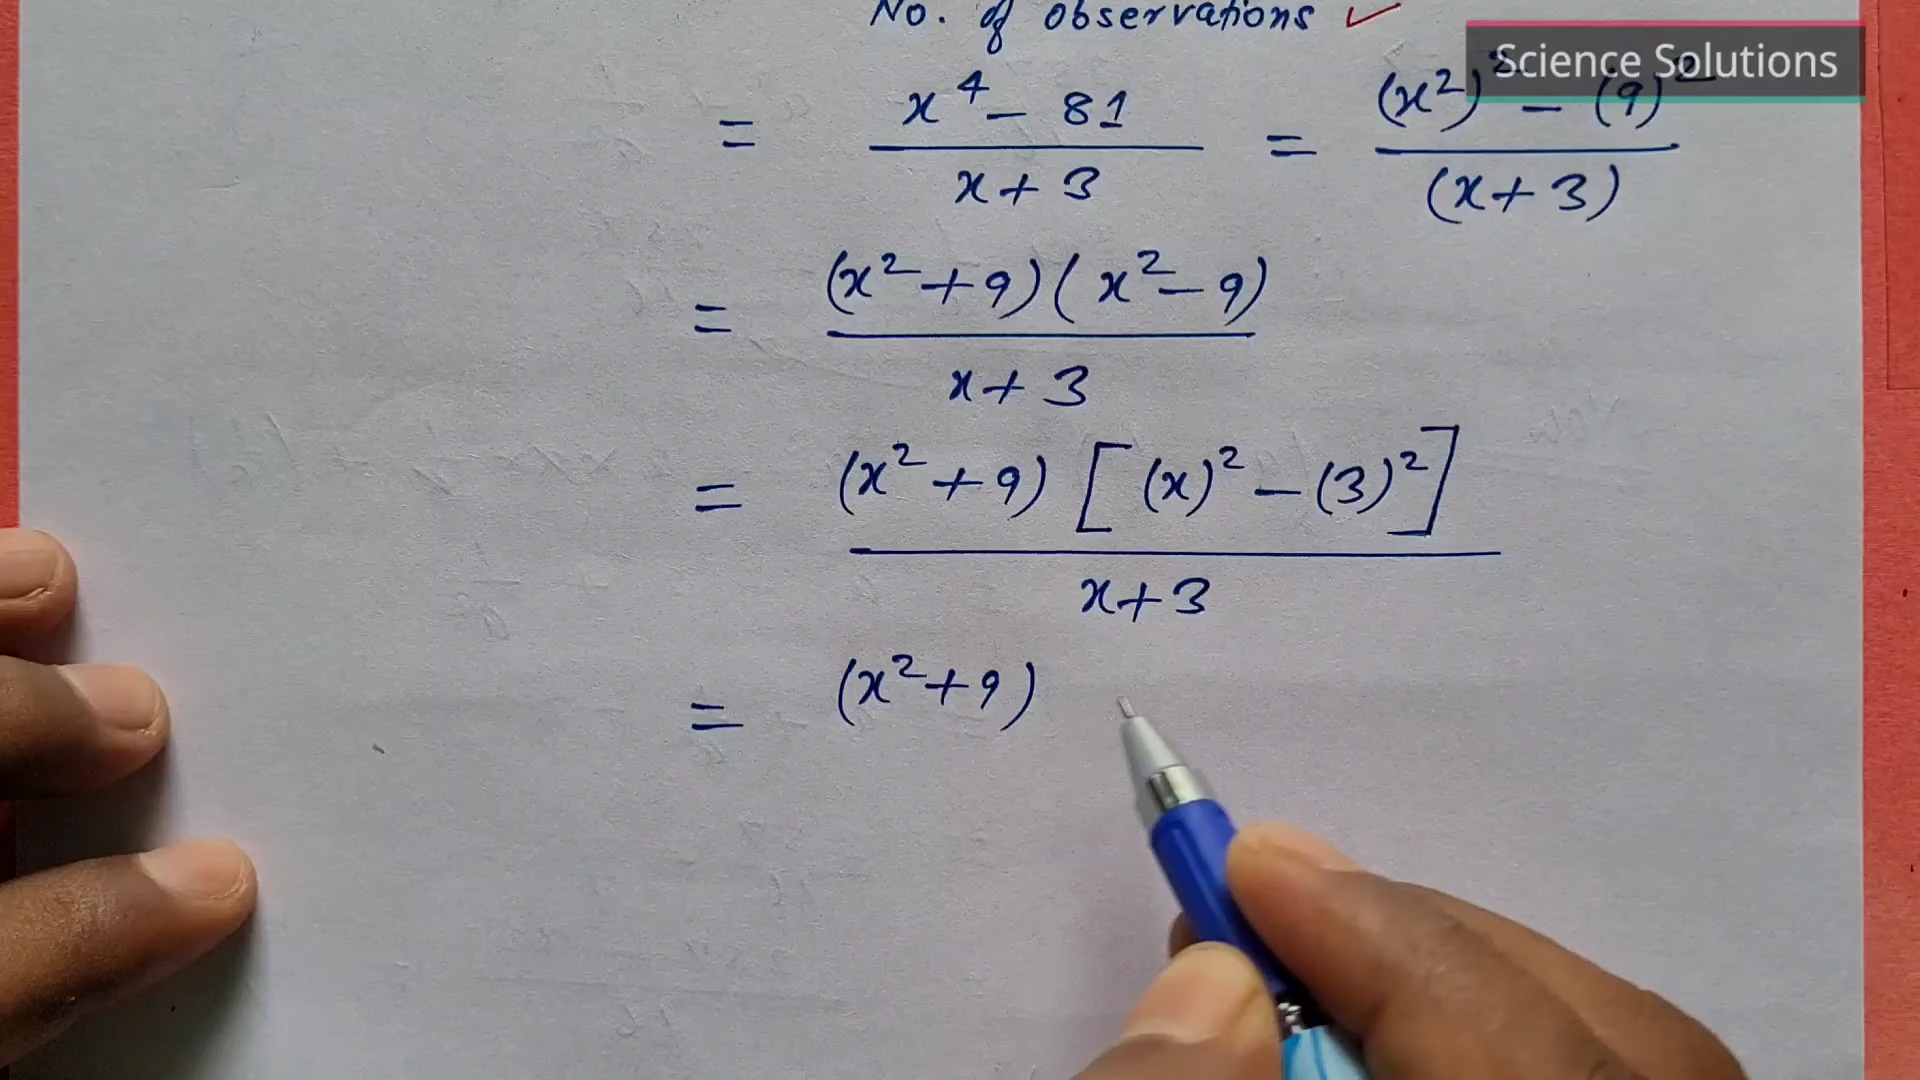 No. of observations ✓
Science Solutions
= x⁴ - 81 / x + 3 = (x²)² - (9)² / (x + 3)
= (x² + 9)(x² - 9) / x + 3
= (x² + 9) [(x)² - (3)²] / x + 3
= (x² + 9)